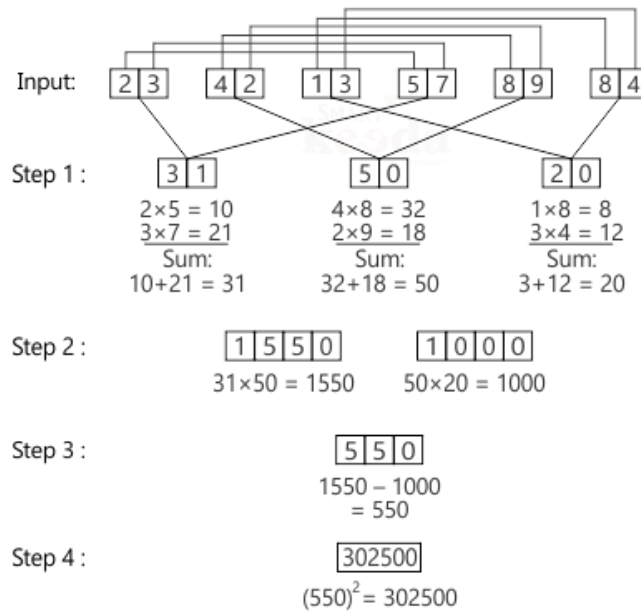 Input: 2 3 4 2 1 3 5 7 8 9 8 4
Step 1 : 3 1 5 0 2 0
2×5 = 10 4×8 = 32 1×8 = 8
3×7 = 21 2×9 = 18 3×4 = 12
Sum: Sum: Sum:
10+21 = 31 32+18 = 50 3+12 = 20
Step 2 : 1 5 5 0 1 0 0 0
31×50 = 1550 50×20 = 1000
Step 3 : 5 5 0
1550 – 1000
= 550
Step 4 : 302500
(550)² = 302500